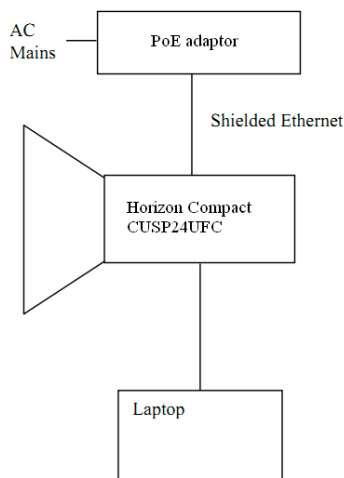 AC
Mains
PoE adaptor
Shielded Ethernet
Horizon Compact
CUSP24UFC
Laptop